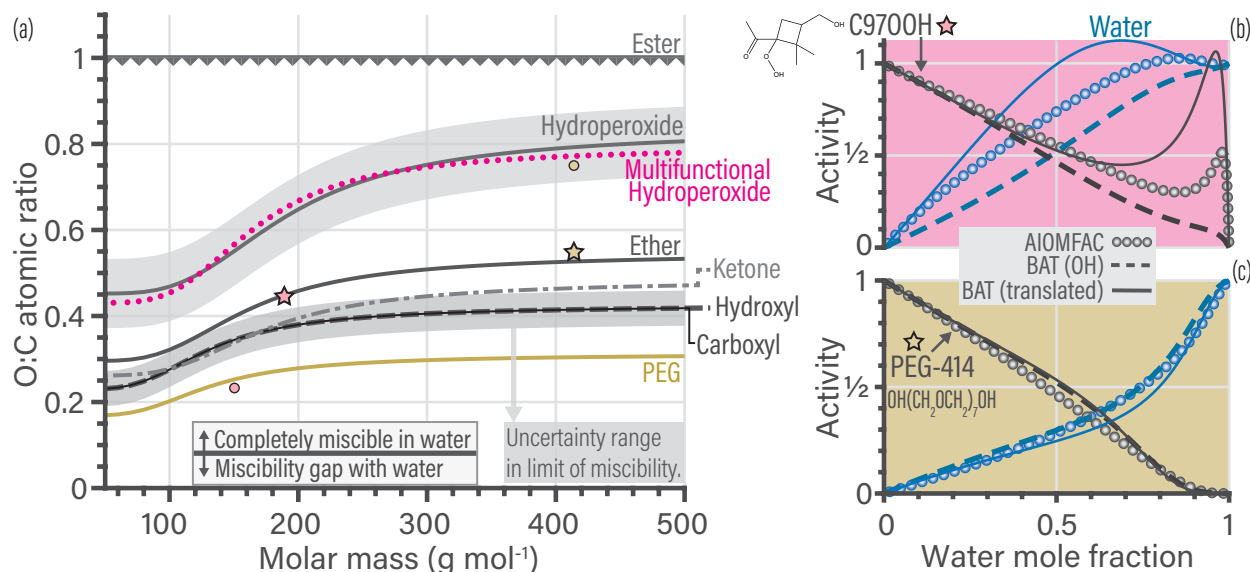 (a)
O:C atomic ratio
1
0.8
0.6
0.4
0.2
0
Ester
Hydroperoxide
Multifunctional
Hydroperoxide
Ether
Ketone
Hydroxyl
Carboxyl
PEG
Completely miscible in water
Miscibility gap with water
Uncertainty range
in limit of miscibility.
100
200
300
400
500
Molar mass (g mol⁻¹)
O
O
OH
OH
C97OOH
Water
(b)
Activity
1
½
0
AIOMFAC
BAT (OH)
BAT (translated)
(c)
Activity
1
½
0
PEG-414
OH(CH₂OCH₂)₇OH
0
0.5
1
Water mole fraction